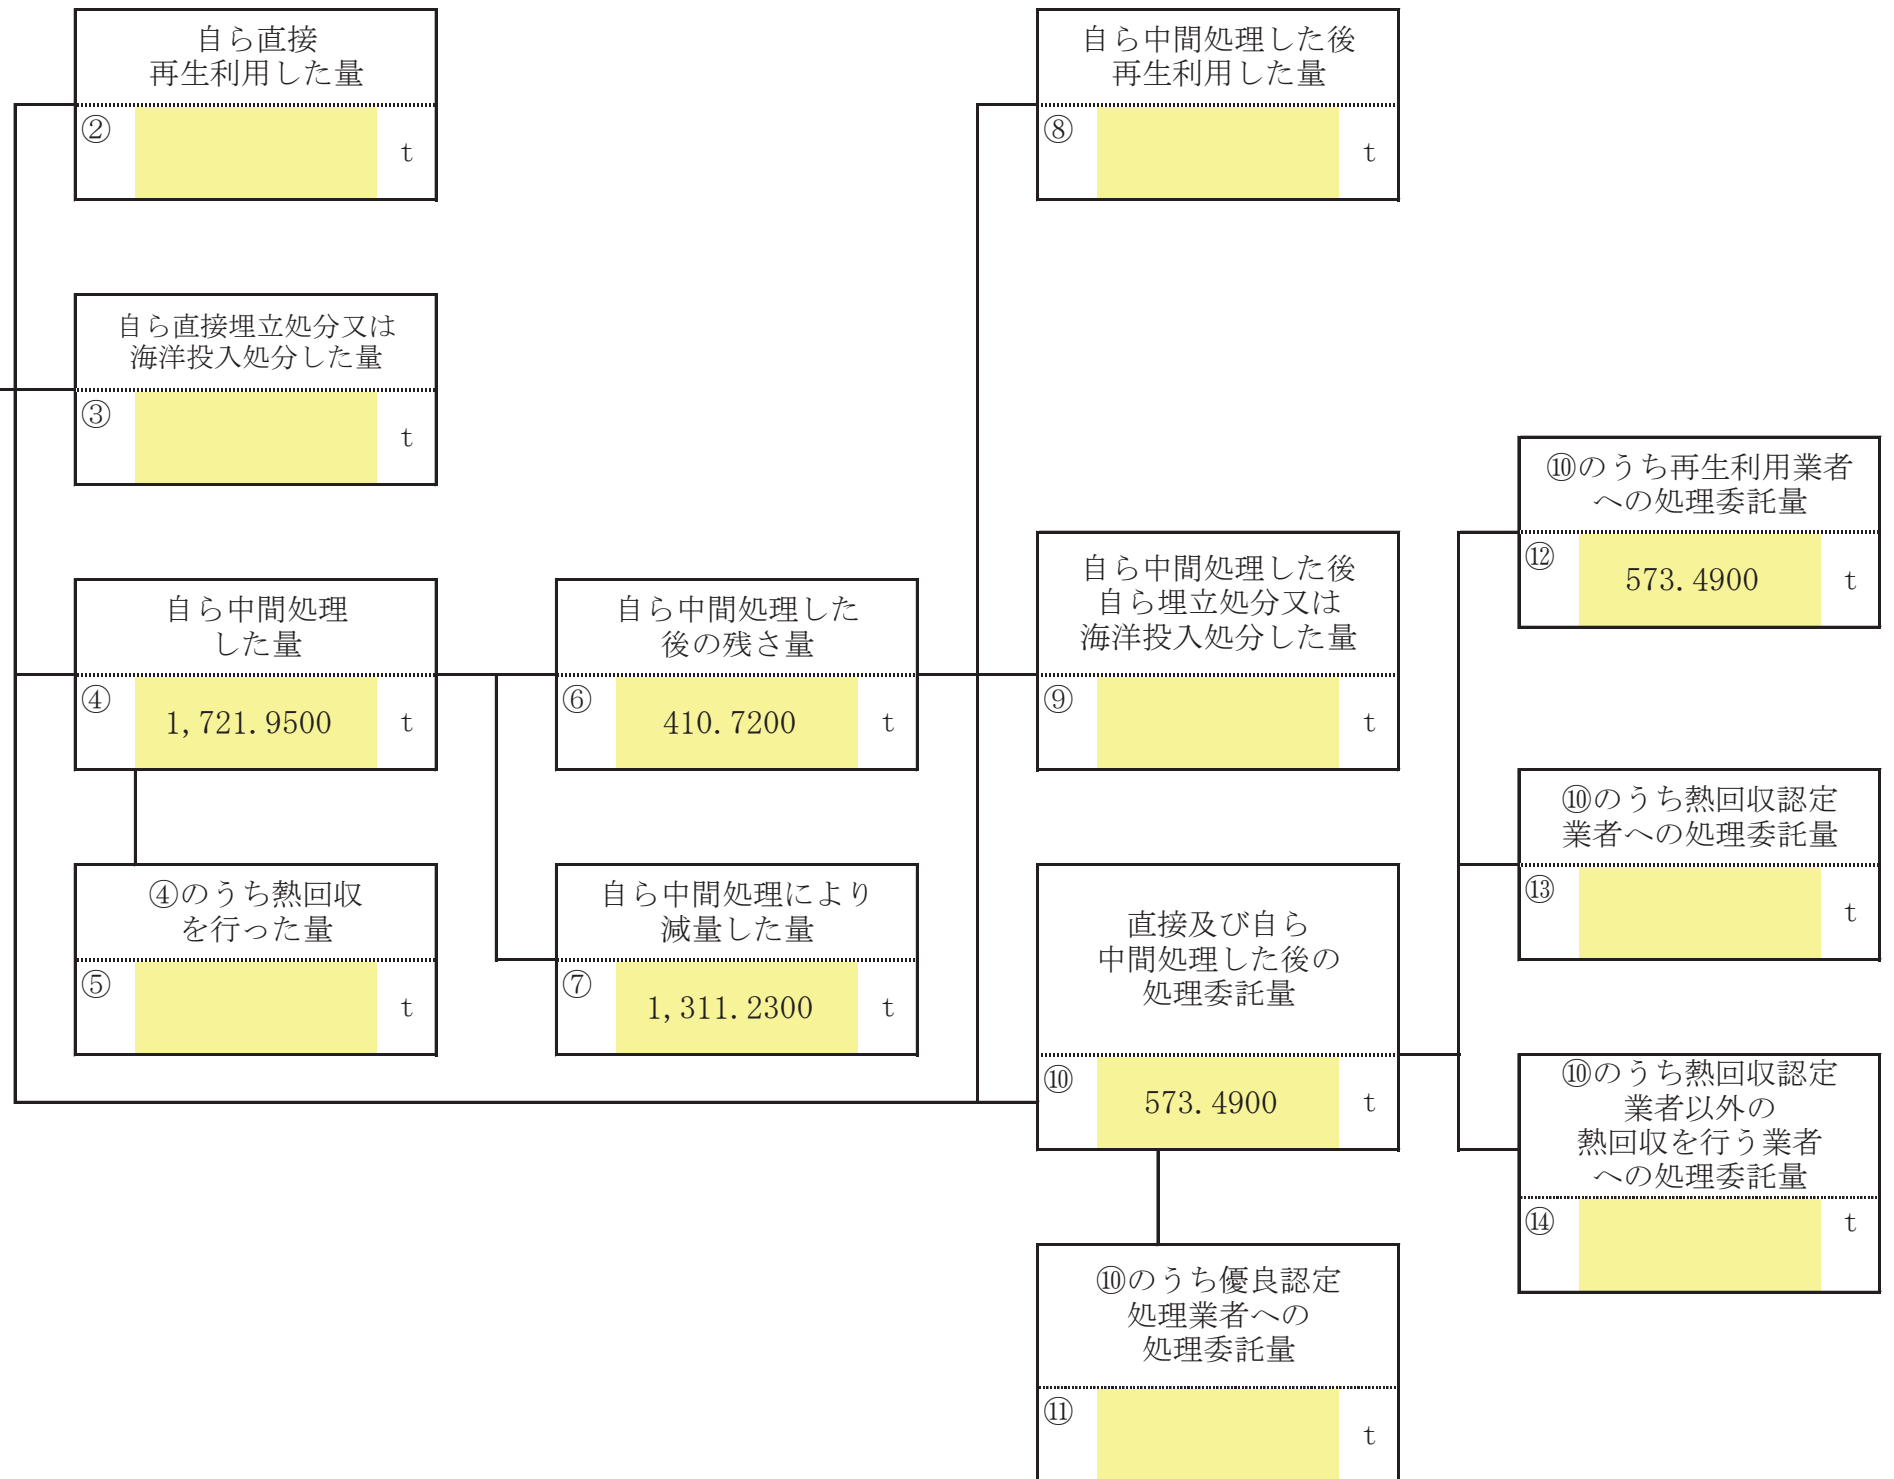 自ら直接
再生利用した量
②
t
自ら中間処理した後
再生利用した量
⑧
t
自ら直接埋立処分又は
海洋投入処分した量
③
t
⑩のうち再生利用業者
への処理委託量
⑫ 573.4900 t
自ら中間処理
した量
④ 1,721.9500 t
自ら中間処理した
後の残さ量
⑥ 410.7200 t
自ら中間処理した後
自ら埋立処分又は
海洋投入処分した量
⑨
t
⑩のうち熱回収認定
業者への処理委託量
⑬
t
④のうち熱回収
を行った量
⑤
t
自ら中間処理により
減量した量
⑦ 1,311.2300 t
直接及び自ら
中間処理した後の
処理委託量
⑩ 573.4900 t
⑩のうち熱回収認定
業者以外の
熱回収を行う業者
への処理委託量
⑭
t
⑩のうち優良認定
処理業者への
処理委託量
⑪
t